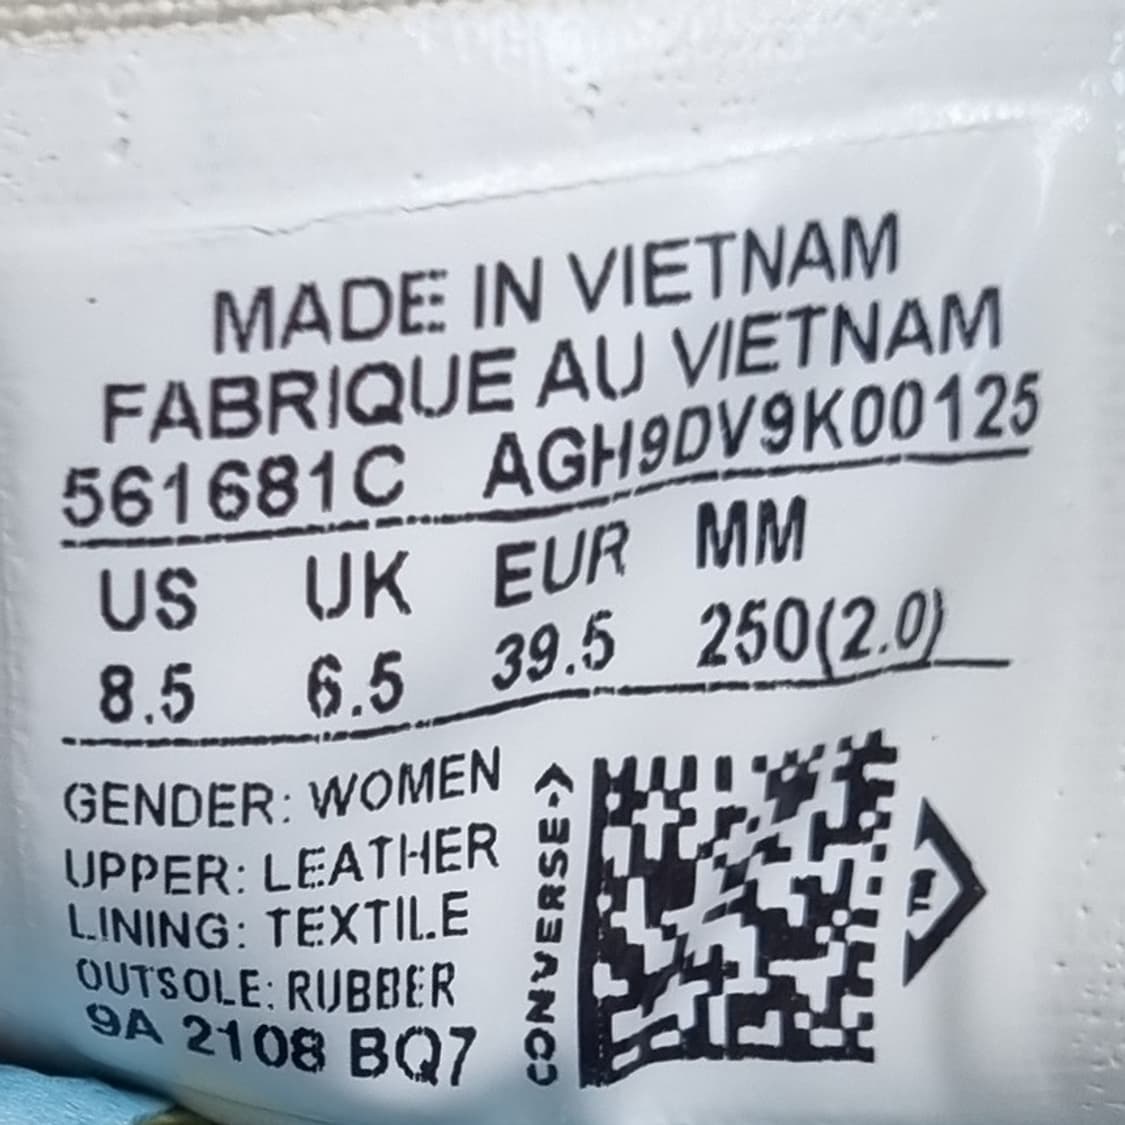 MADE IN VIETNAM
FABRIQUE AU VIETNAM
561681C AGH9DV9K00125
US UK EUR MM
8.5 6.5 39.5 250(2.0)
GENDER: WOMEN
UPPER: LEATHER
LINING: TEXTILE
OUTSOLE: RUBBER
9A 2108 BQ7
CONVERSE